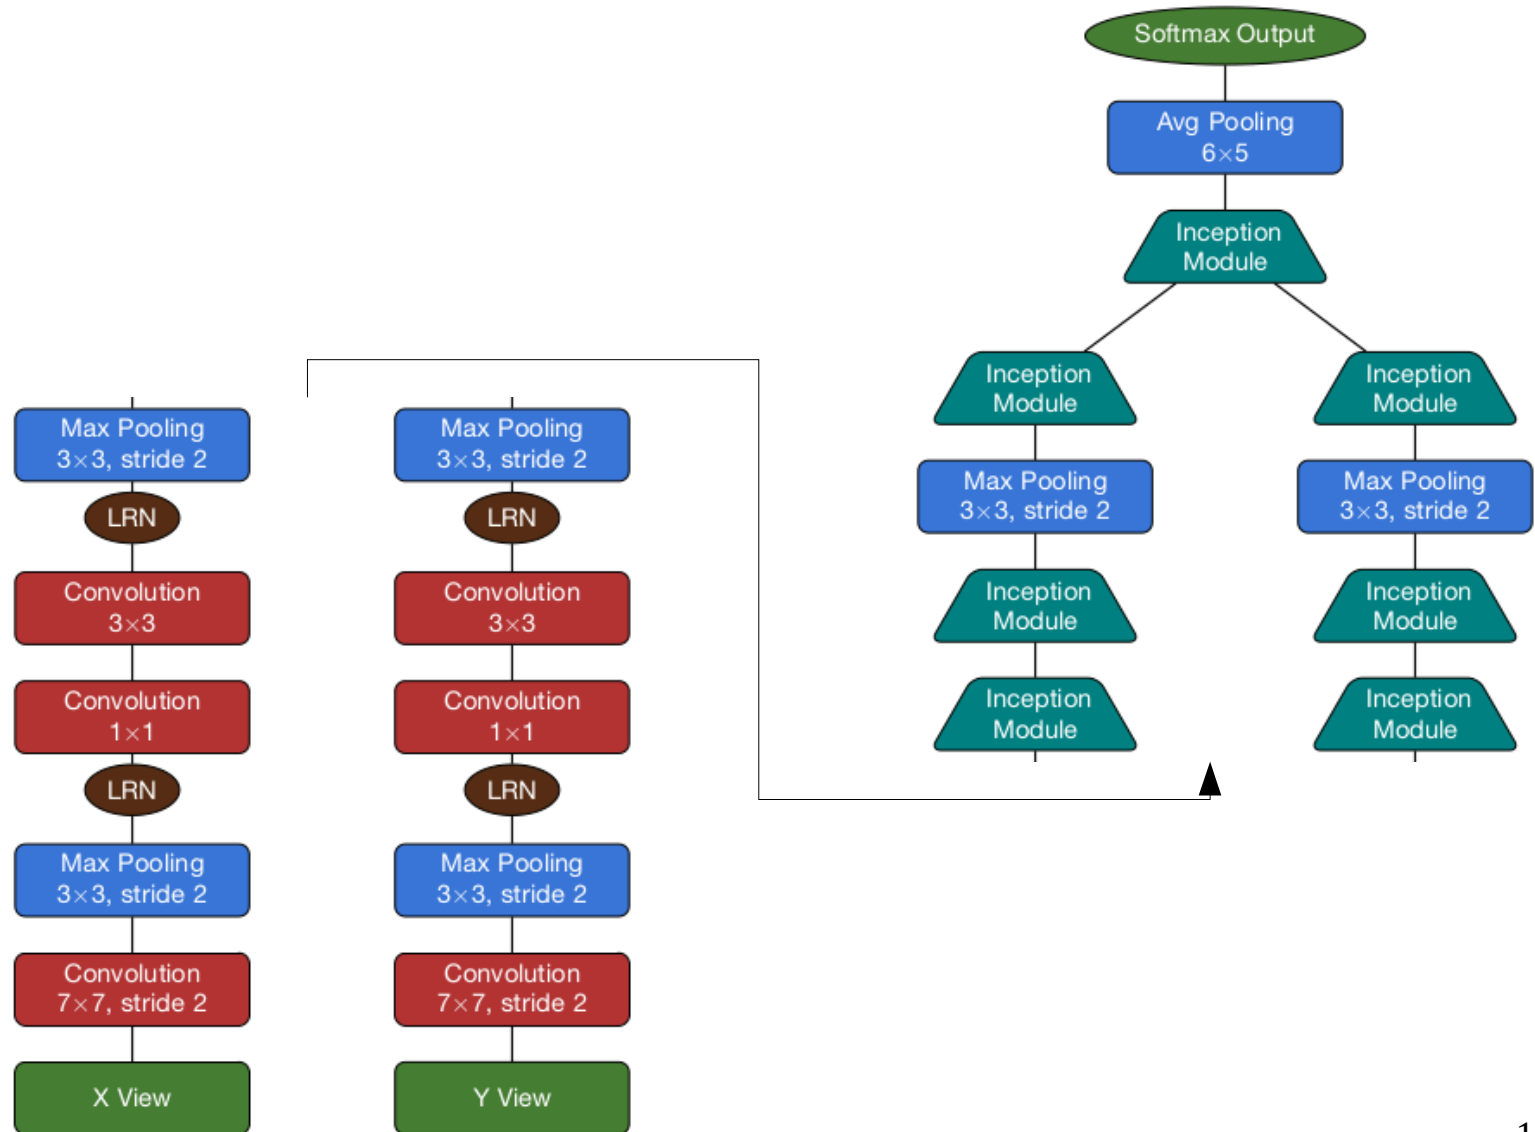 Softmax Output
Avg Pooling
6×5
Inception
Module
Inception
Module
Inception
Module
Max Pooling
3×3, stride 2
Max Pooling
3×3, stride 2
Inception
Module
Inception
Module
Inception
Module
Inception
Module
Max Pooling
3×3, stride 2
Max Pooling
3×3, stride 2
LRN
LRN
Convolution
3×3
Convolution
3×3
Convolution
1×1
Convolution
1×1
LRN
LRN
Max Pooling
3×3, stride 2
Max Pooling
3×3, stride 2
Convolution
7×7, stride 2
Convolution
7×7, stride 2
X View
Y View